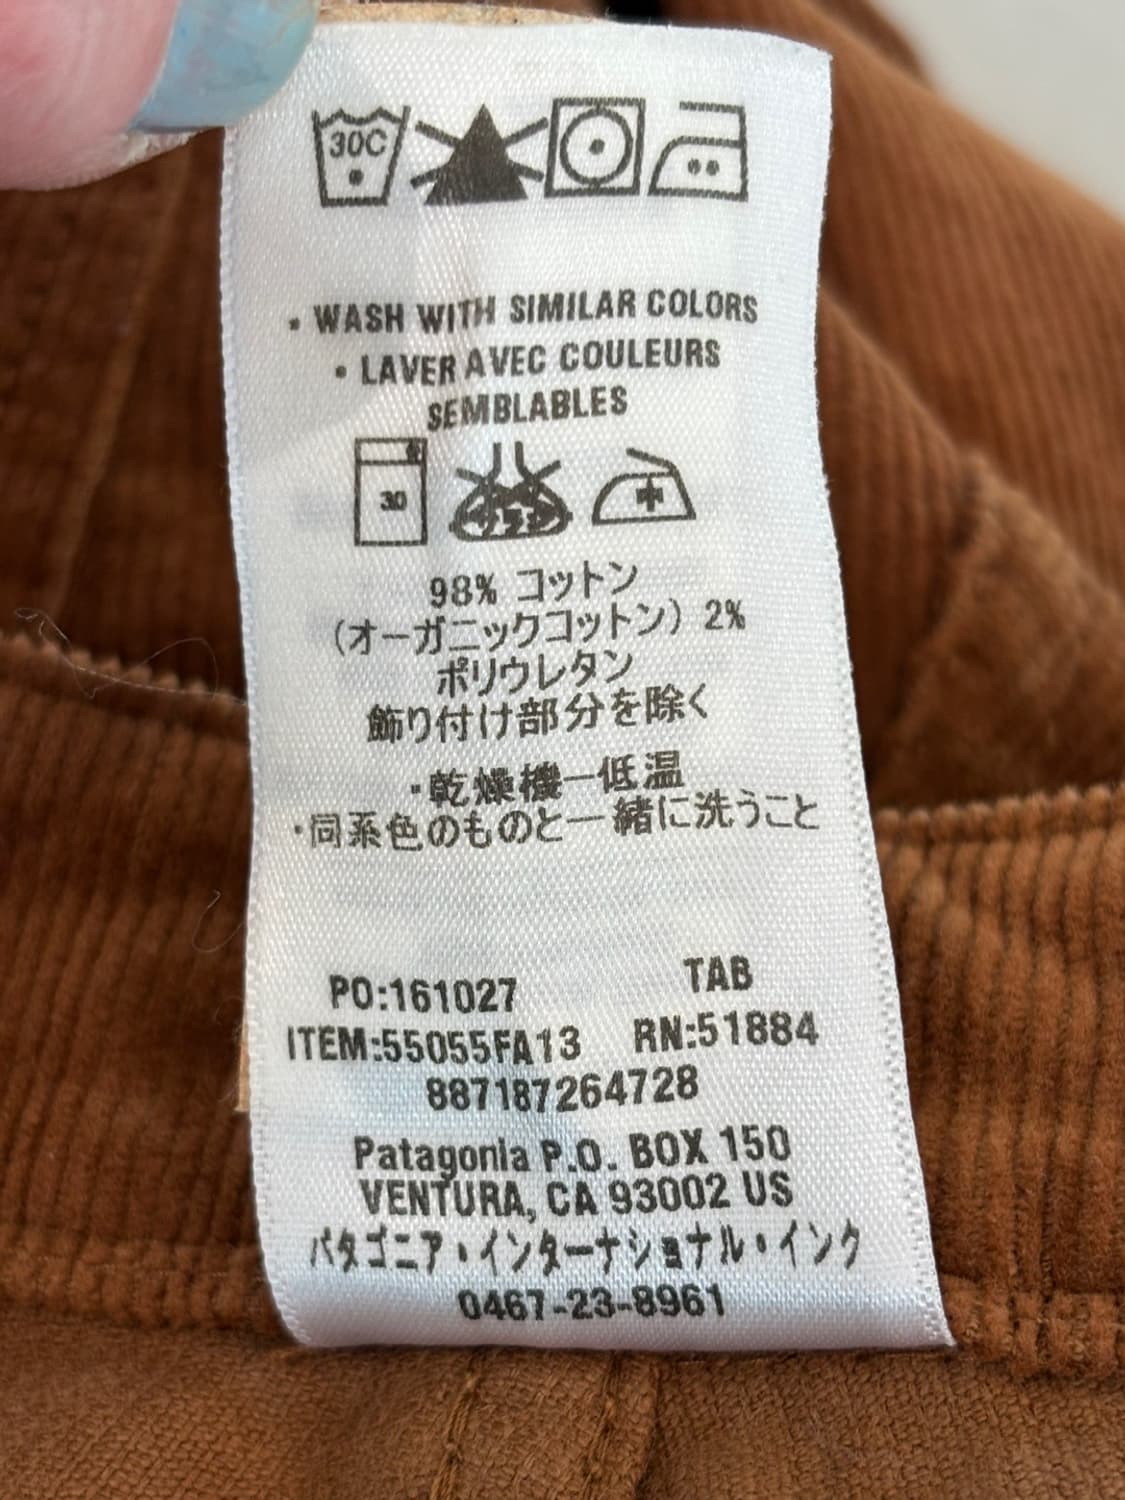 30C
• WASH WITH SIMILAR COLORS
• LAVER AVEC COULEURS
SEMBLABLES
30
中
98% コットン
(オーガニックコットン) 2%
ポリウレタン
飾り付け部分を除く
・乾燥機ー低温
・同系色のものと一緒に洗うこと
PO:161027 TAB
ITEM:55055FA13 RN:51884
887187264728
Patagonia P.O. BOX 150
VENTURA, CA 93002 US
パタゴニア・インターナショナル・インク
0467-23-8961